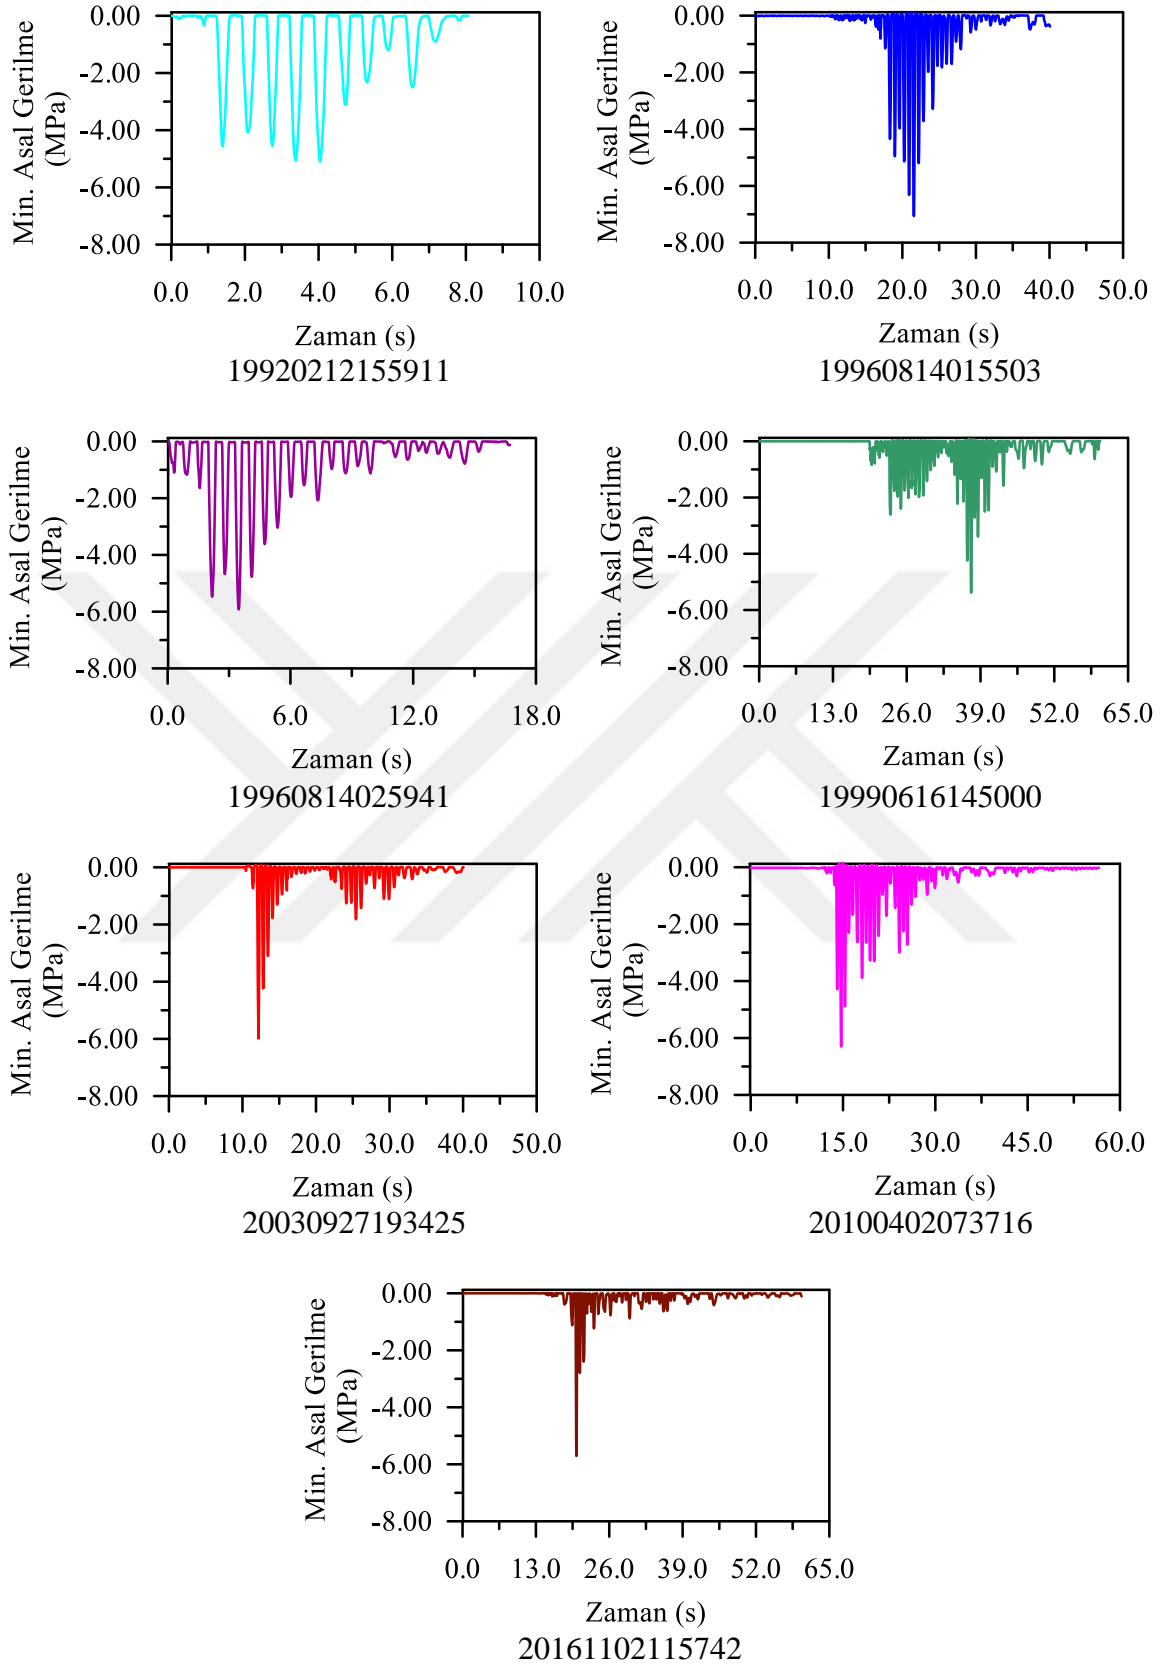 0.00
-2.00
-4.00
-6.00
-8.00
Min. Asal Gerilme
(MPa)
0.0 2.0 4.0 6.0 8.0 10.0
Zaman (s)
19920212155911
0.00
-2.00
-4.00
-6.00
-8.00
Min. Asal Gerilme
(MPa)
0.0 10.0 20.0 30.0 40.0 50.0
Zaman (s)
19960814015503
0.00
-2.00
-4.00
-6.00
-8.00
Min. Asal Gerilme
(MPa)
0.0 6.0 12.0 18.0
Zaman (s)
19960814025941
0.00
-2.00
-4.00
-6.00
-8.00
Min. Asal Gerilme
(MPa)
0.0 13.0 26.0 39.0 52.0 65.0
Zaman (s)
19990616145000
0.00
-2.00
-4.00
-6.00
-8.00
Min. Asal Gerilme
(MPa)
0.0 10.0 20.0 30.0 40.0 50.0
Zaman (s)
20030927193425
0.00
-2.00
-4.00
-6.00
-8.00
Min. Asal Gerilme
(MPa)
0.0 15.0 30.0 45.0 60.0
Zaman (s)
20100402073716
0.00
-2.00
-4.00
-6.00
-8.00
Min. Asal Gerilme
(MPa)
0.0 13.0 26.0 39.0 52.0 65.0
Zaman (s)
20161102115742